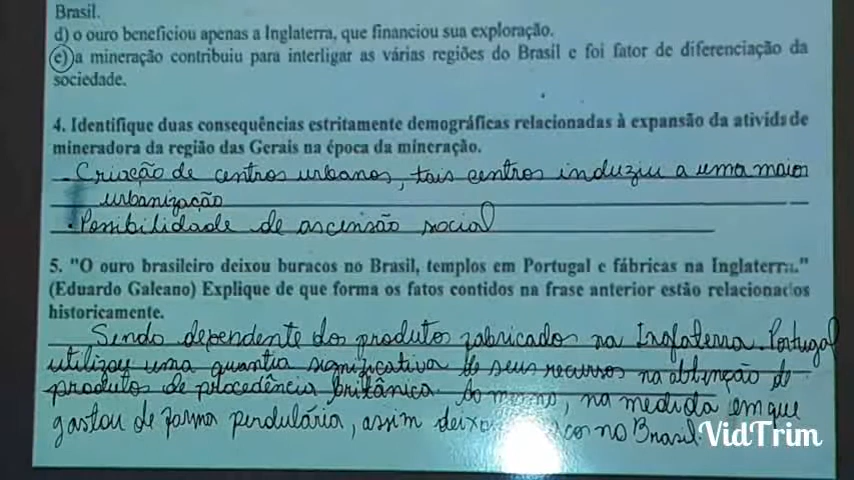 Brasil.
d) o ouro beneficiou apenas a Inglaterra, que financiou sua exploração.
e) a mineração contribuiu para interligar as várias regiões do Brasil e foi fator de diferenciação da
sociedade.
4. Identifique duas consequências estritamente demográficas relacionadas à expansão da atividade
mineradora da região das Gerais na época da mineração.
- Criação de centros urbanos, tais centros induziu a uma maior
urbanização
• Possibilidade de ascensão social
5. "O ouro brasileiro deixou buracos no Brasil, templos em Portugal e fábricas na Inglaterra."
(Eduardo Galeano) Explique de que forma os fatos contidos na frase anterior estão relacionados
historicamente.
Sendo dependente dos produtos fabricados na Inglaterra. Portugal
utilizou uma quantia significativa de seus recursos na obtenção de
produtos de procedência britânica. Ao mesmo, na medida em que
gastou de forma perdulária, assim no Brasil.
VidTrim